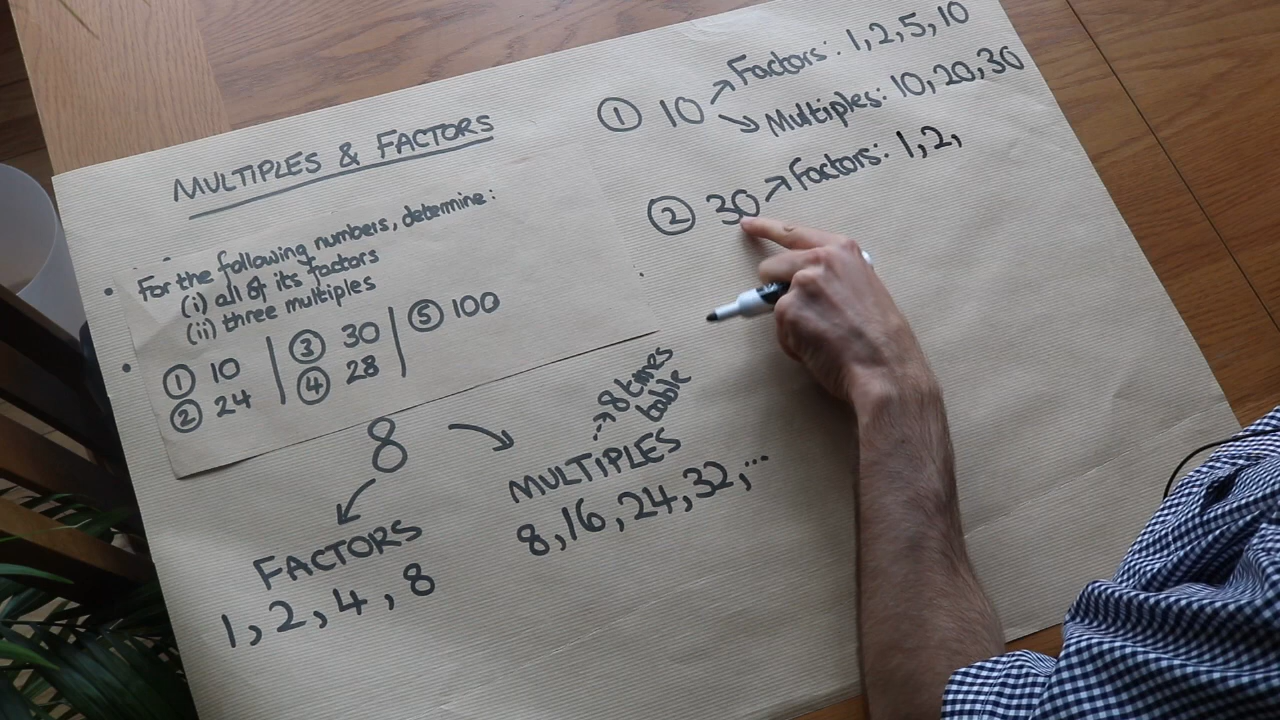 MULTIPLES & FACTORS
• For the following numbers, determine:
(i) all of its factors
(ii) three multiples
① 10
② 24
③ 30
④ 28
⑤ 100
8
FACTORS
1, 2, 4, 8
→ 8 times
table
MULTIPLES
8, 16, 24, 32, ...
① 10 → Factors: 1, 2, 5, 10
→ Multiples: 10, 20, 30
② 30 → Factors: 1, 2,